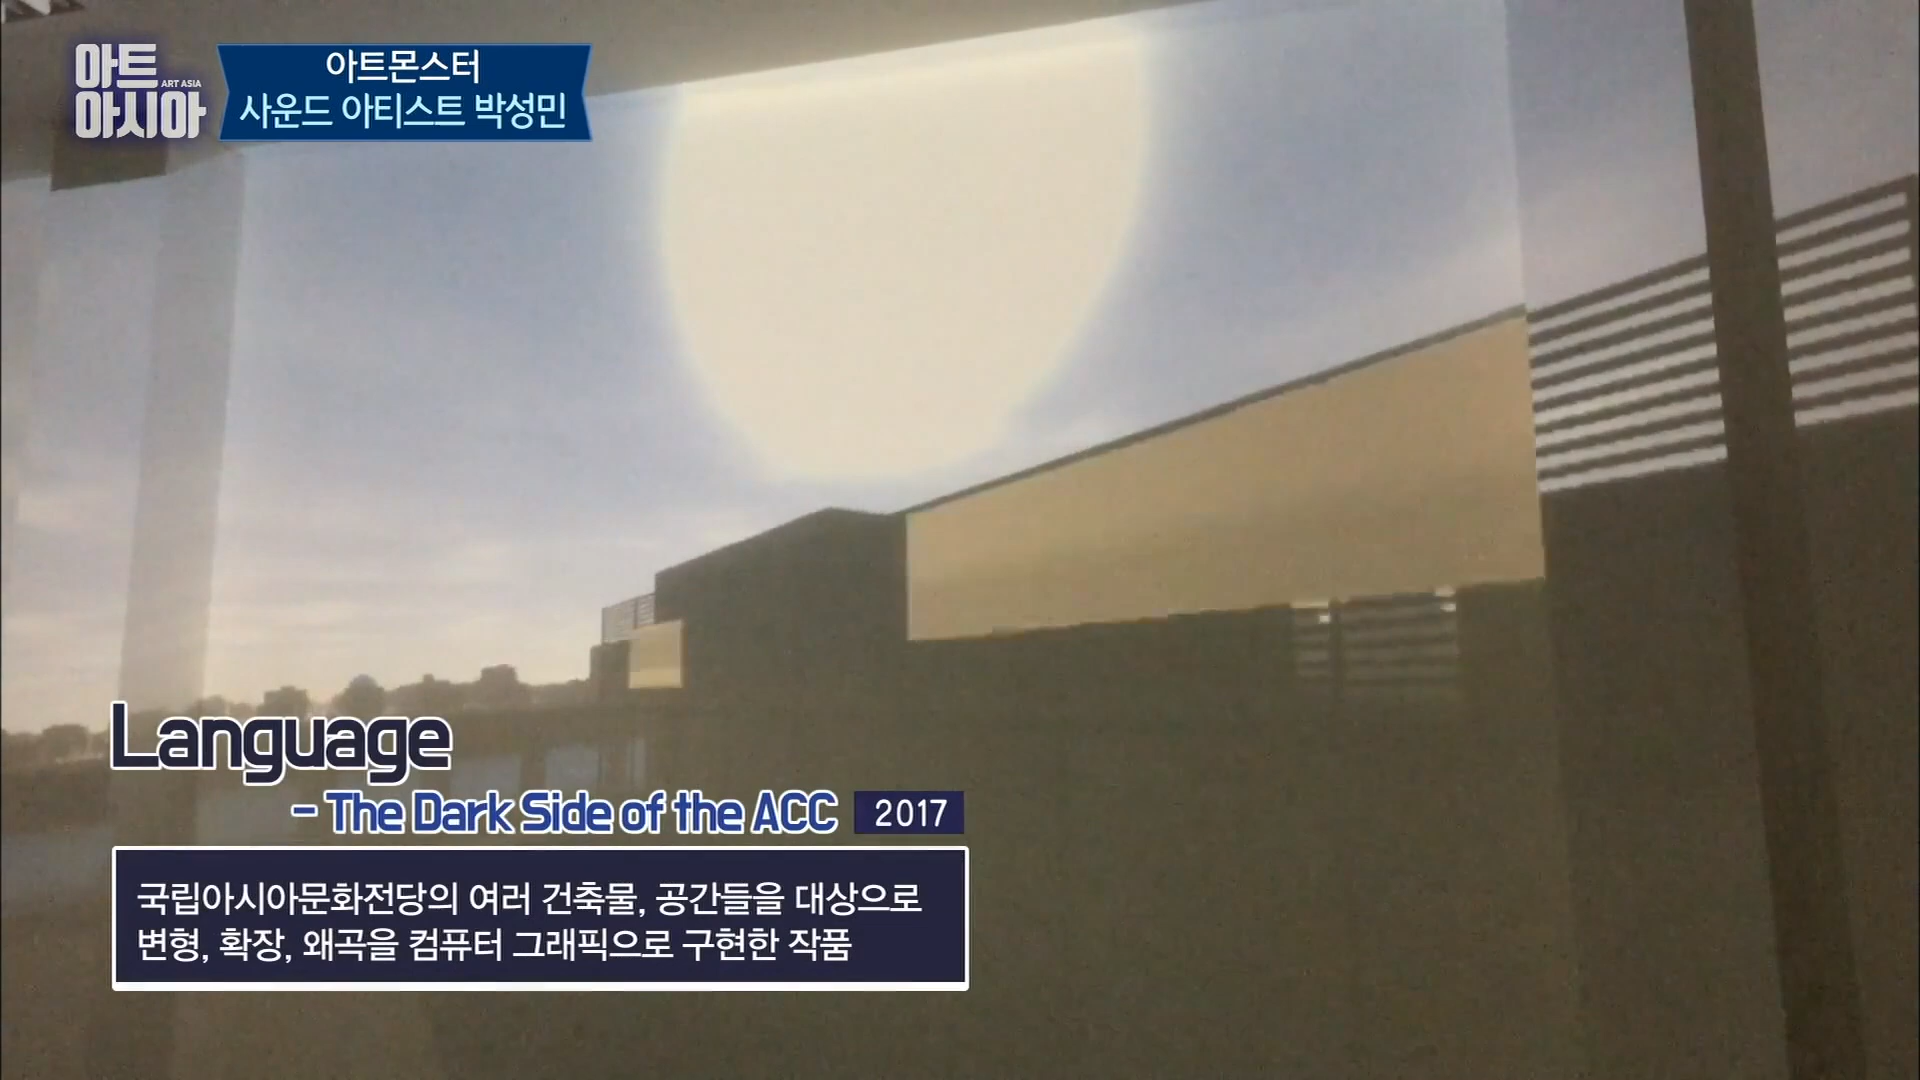 아트
ART ASIA
아시아
아트몬스터
사운드 아티스트 박성민
Language
- The Dark Side of the ACC 2017
국립아시아문화전당의 여러 건축물, 공간들을 대상으로
변형, 확장, 왜곡을 컴퓨터 그래픽으로 구현한 작품